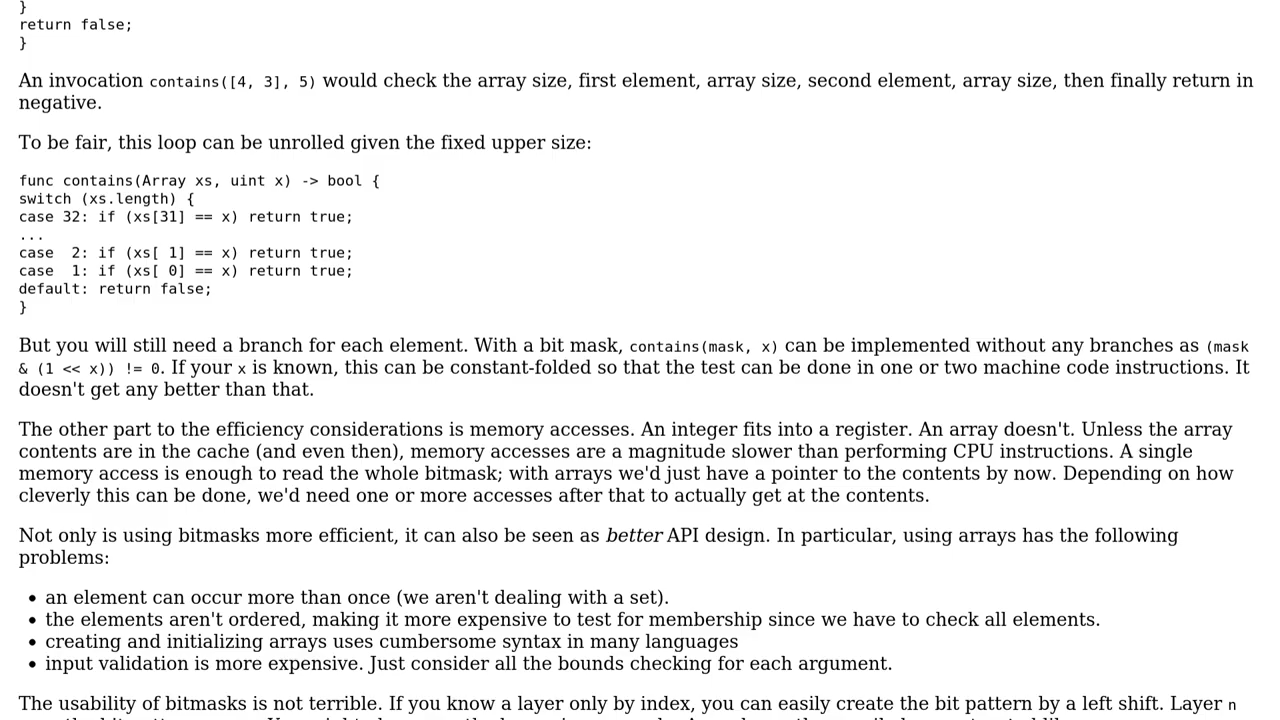 }
return false;
}
An invocation contains([4, 3], 5) would check the array size, first element, array size, second element, array size, then finally return in
negative.
To be fair, this loop can be unrolled given the fixed upper size:
func contains(Array xs, uint x) -> bool {
switch (xs.length) {
case 32: if (xs[31] == x) return true;
...
case  2: if (xs[ 1] == x) return true;
case  1: if (xs[ 0] == x) return true;
default: return false;
}
But you will still need a branch for each element. With a bit mask, contains(mask, x) can be implemented without any branches as (mask
& (1 << x)) != 0. If your x is known, this can be constant-folded so that the test can be done in one or two machine code instructions. It
doesn't get any better than that.
The other part to the efficiency considerations is memory accesses. An integer fits into a register. An array doesn't. Unless the array
contents are in the cache (and even then), memory accesses are a magnitude slower than performing CPU instructions. A single
memory access is enough to read the whole bitmask; with arrays we'd just have a pointer to the contents by now. Depending on how
cleverly this can be done, we'd need one or more accesses after that to actually get at the contents.
Not only is using bitmasks more efficient, it can also be seen as better API design. In particular, using arrays has the following
problems:
• an element can occur more than once (we aren't dealing with a set).
• the elements aren't ordered, making it more expensive to test for membership since we have to check all elements.
• creating and initializing arrays uses cumbersome syntax in many languages
• input validation is more expensive. Just consider all the bounds checking for each argument.
The usability of bitmasks is not terrible. If you know a layer only by index, you can easily create the bit pattern by a left shift. Layer n